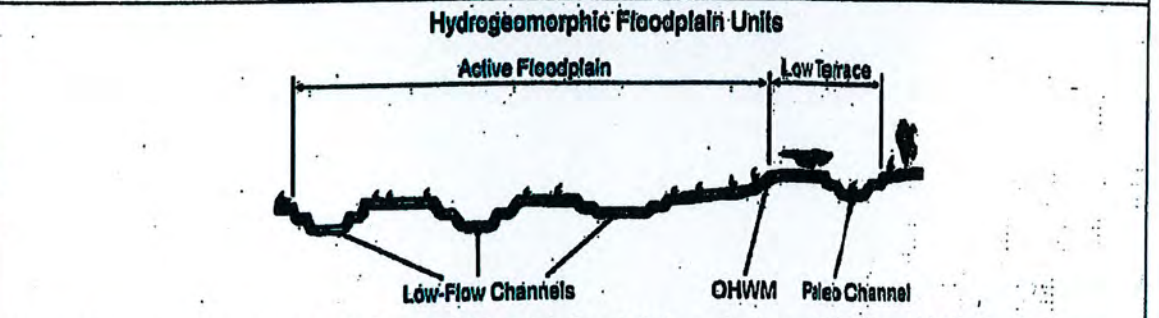 Hydrogeomorphic Floodplain Units
Active Floodplain
Low Terrace
Low-Flow Channels
OHWM
Paleo Channel